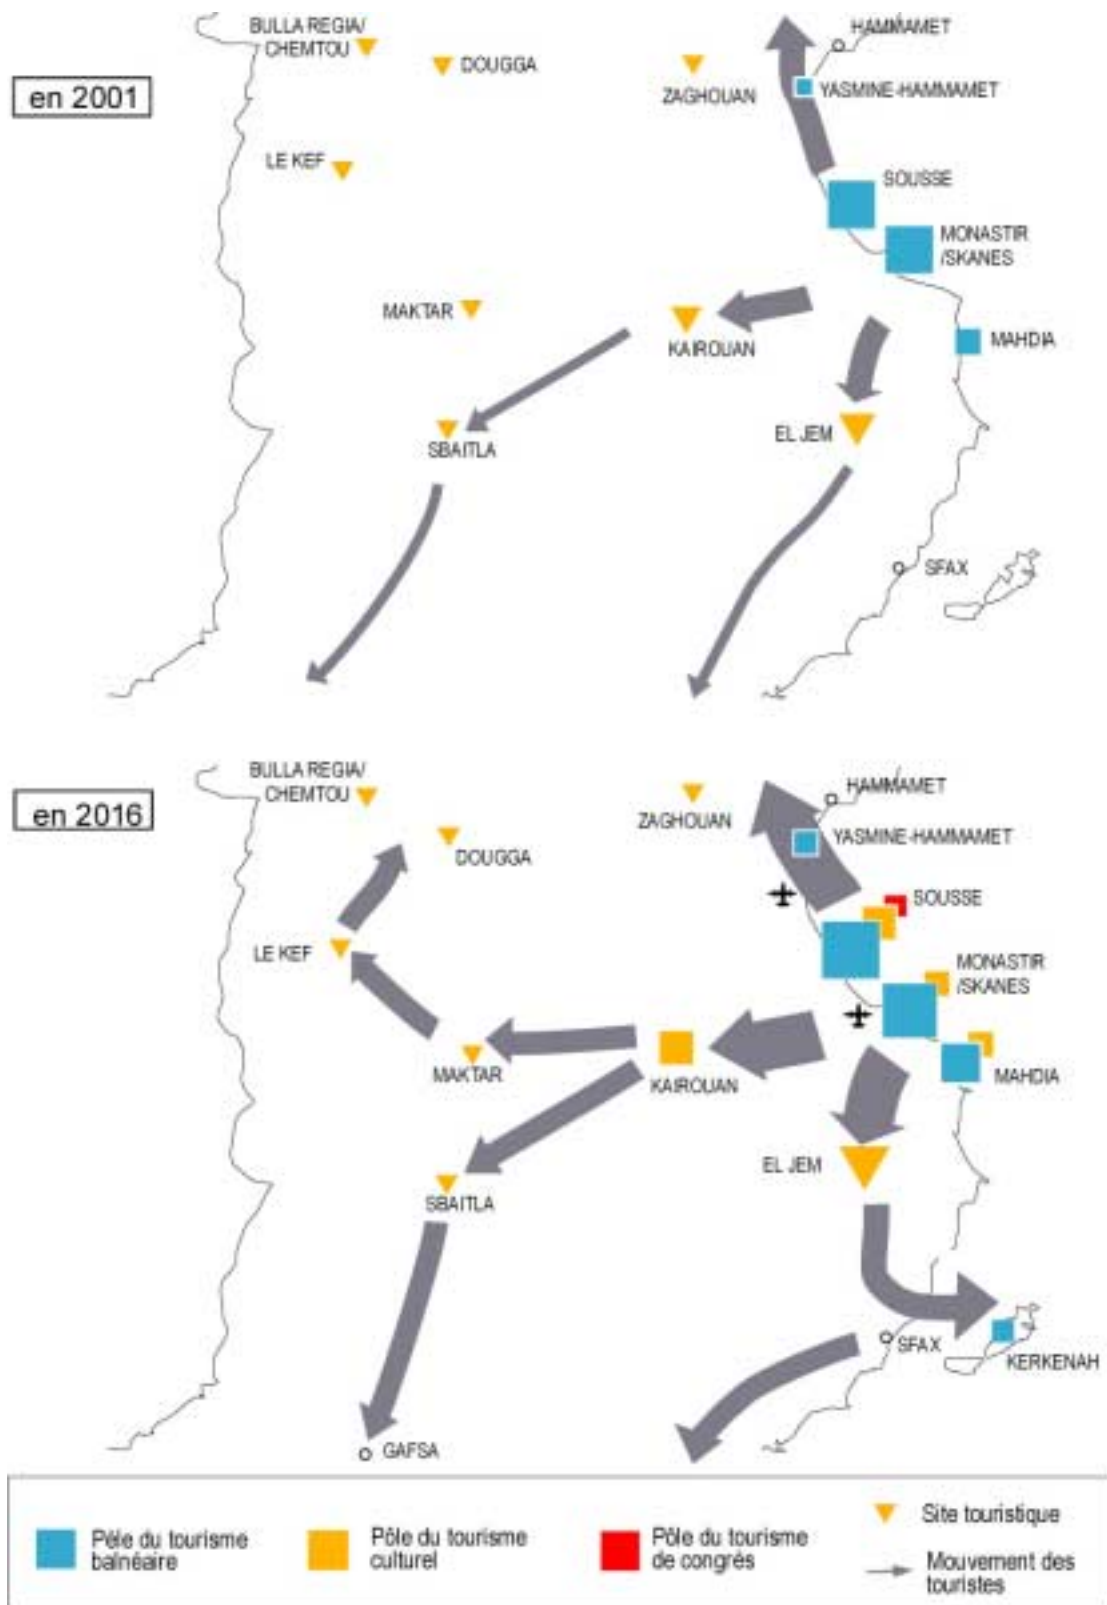 BULLA REGIA/
CHEMTOU
DOUGGA
ZAGHOUAN
HAMMAMET
YASMINE-HAMMAMET
en 2001
LE KEF
SOUSSE
MONASTIR
/SKANES
MAKTAR
KAIROUAN
MAHDIA
SBAITLA
EL JEM
SFAX
BULLA REGIA/
CHEMTOU
DOUGGA
ZAGHOUAN
HAMMAMET
YASMINE-HAMMAMET
en 2016
LE KEF
SOUSSE
MONASTIR
/SKANES
MAKTAR
KAIROUAN
MAHDIA
SBAITLA
EL JEM
SFAX
KERKENAH
GAFSA
Péle du tourisme
balnéaire
Pôle du tourisme
culturel
Pôle du tourisme
de congrés
Site touristique
Mouvement des
touristes